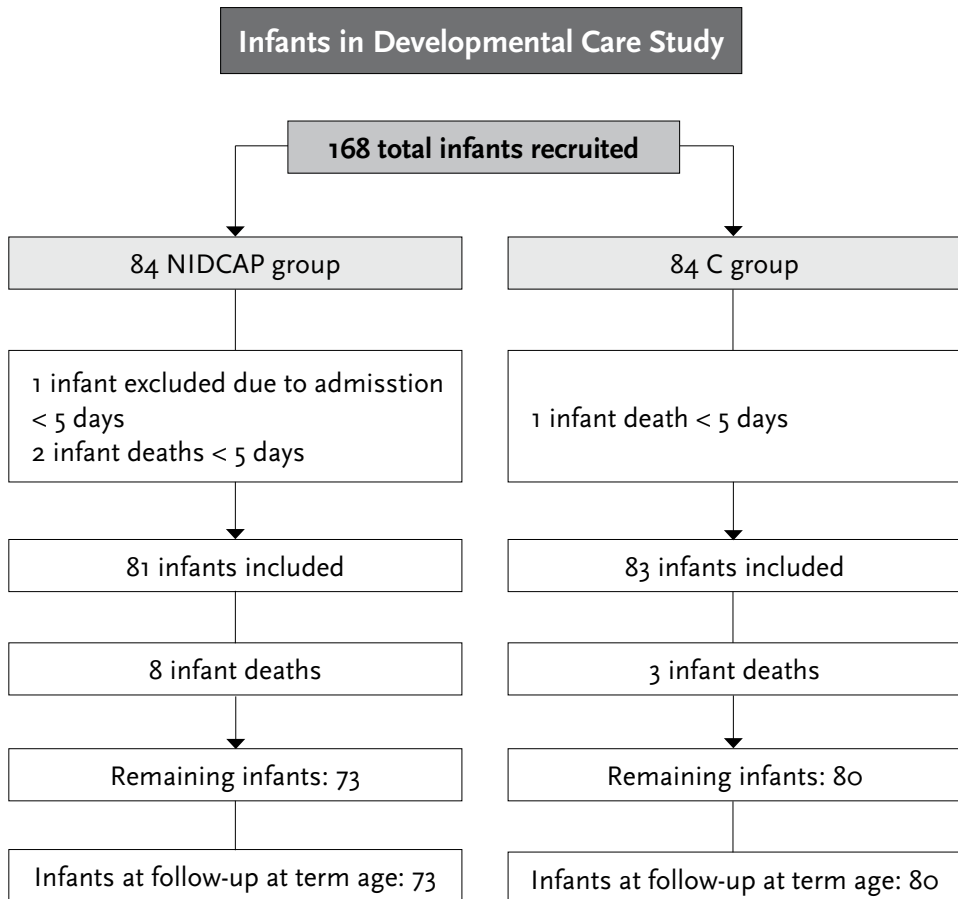 Infants in Developmental Care Study
168 total infants recruited
84 NIDCAP group
84 C group
1 infant excluded due to admisstion
< 5 days
2 infant deaths < 5 days
1 infant death < 5 days
81 infants included
83 infants included
8 infant deaths
3 infant deaths
Remaining infants: 73
Remaining infants: 80
Infants at follow-up at term age: 73
Infants at follow-up at term age: 80